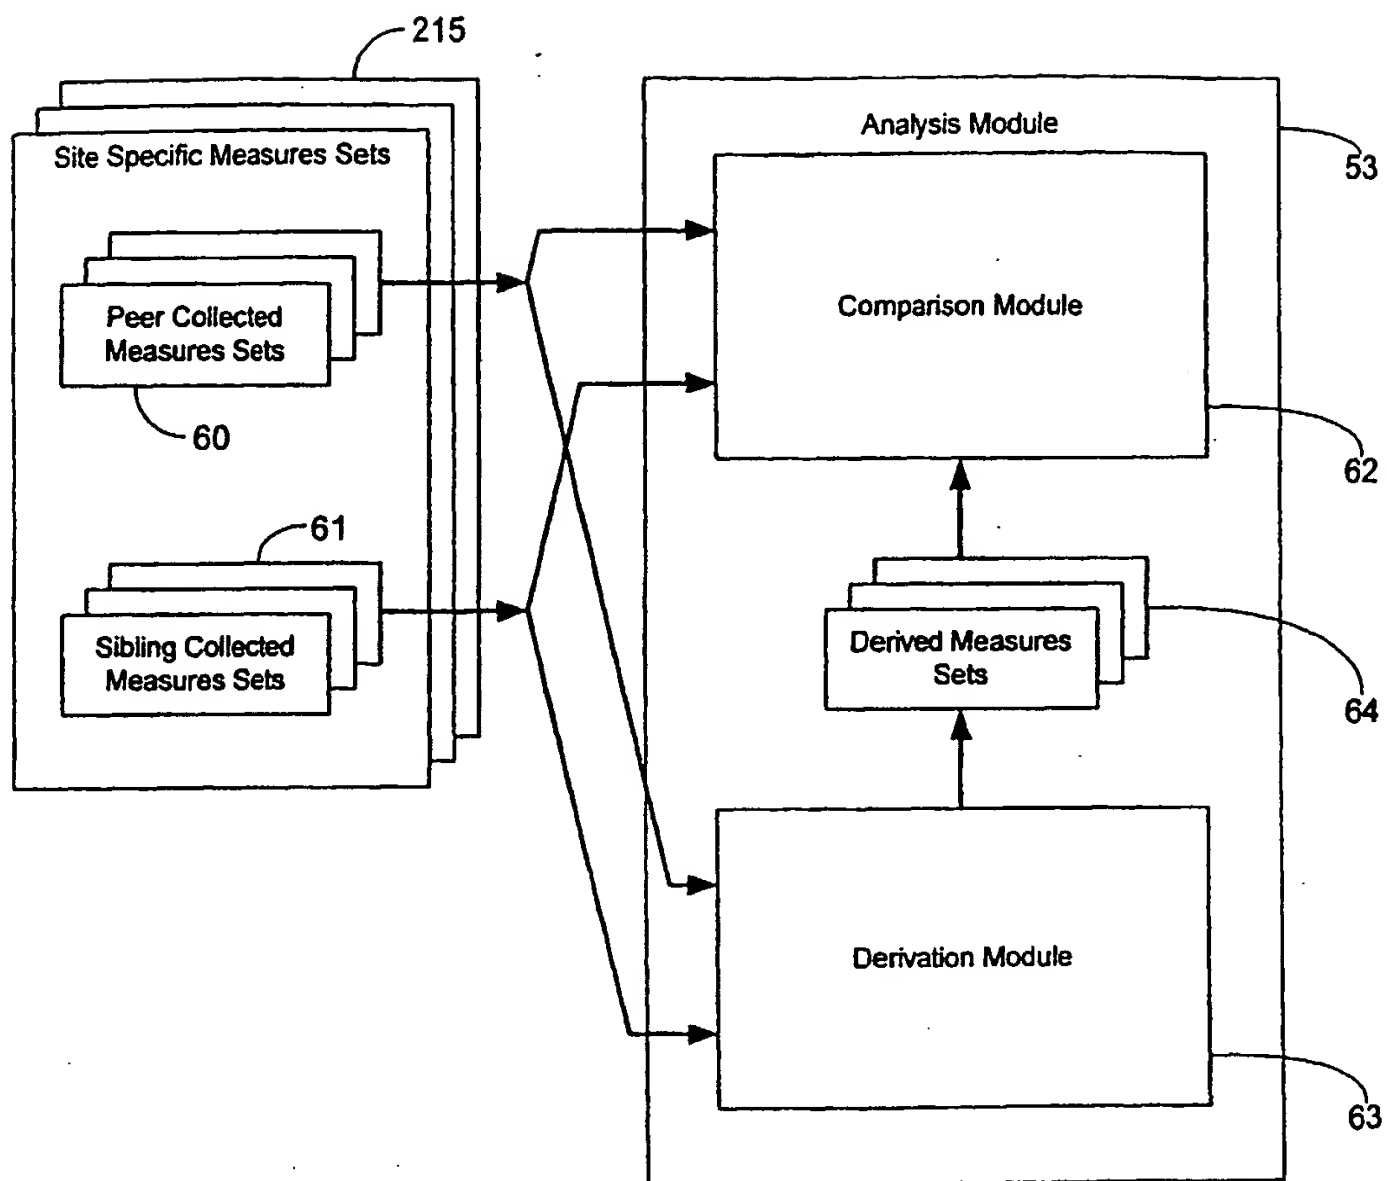 215
Site Specific Measures Sets
Peer Collected
Measures Sets
60
61
Sibling Collected
Measures Sets
Analysis Module
53
Comparison Module
62
Derived Measures
Sets
64
Derivation Module
63